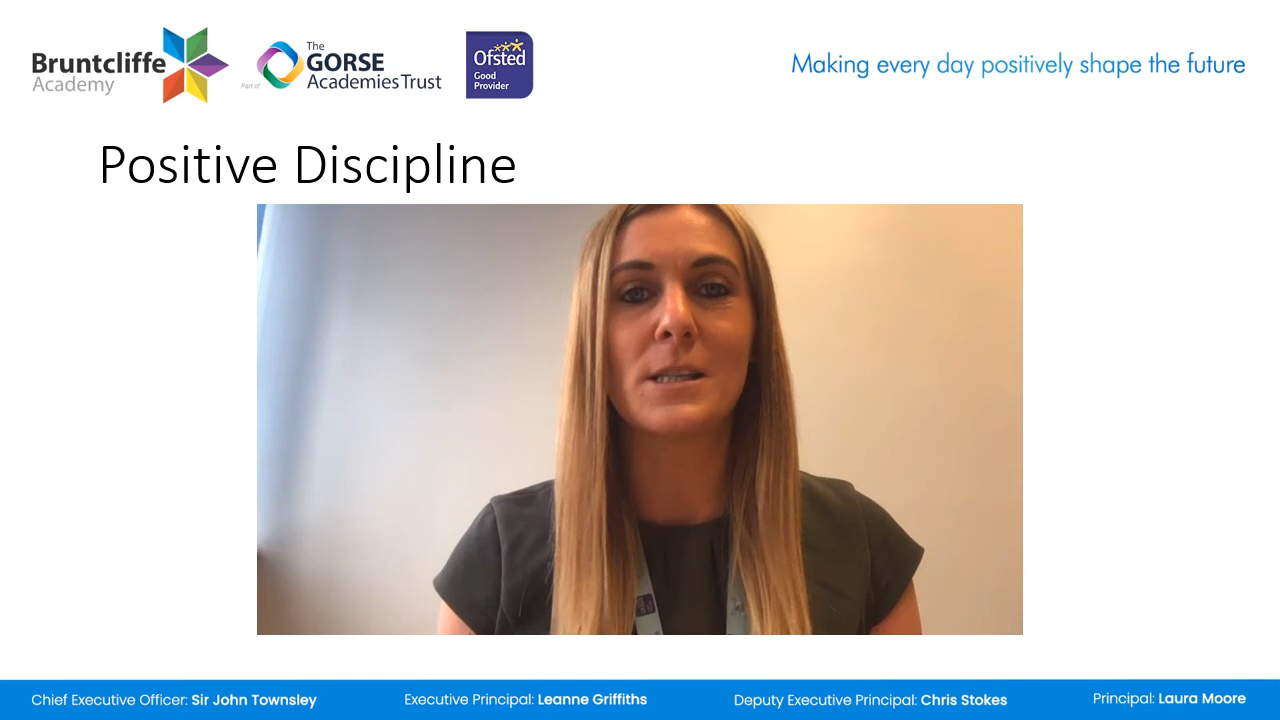 Bruntcliffe
Academy
Part of
The
GORSE
Academies Trust
Ofsted
Good
Provider
Making every day positively shape the future
Positive Discipline
Chief Executive Officer: Sir John Townsley
Executive Principal: Leanne Griffiths
Deputy Executive Principal: Chris Stokes
Principal: Laura Moore